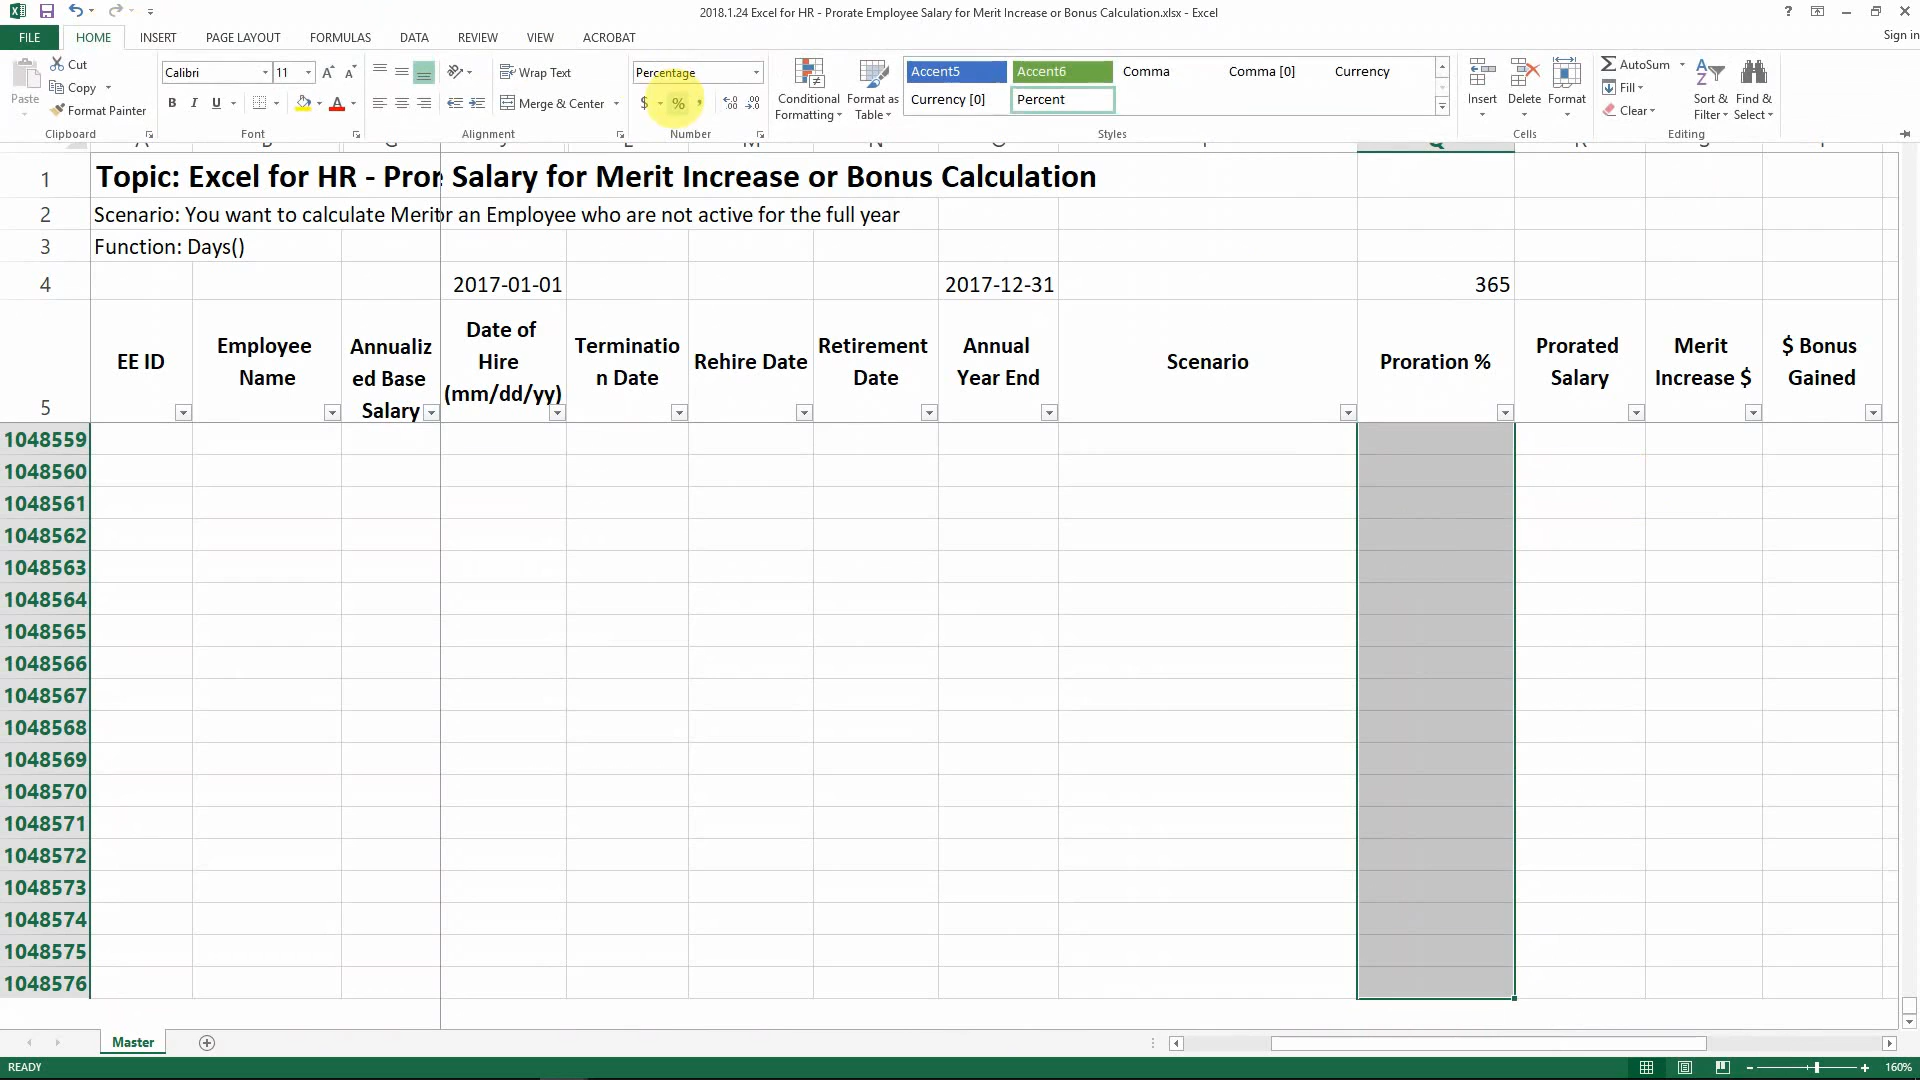 2018.1.24 Excel for HR - Prorate Employee Salary for Merit Increase or Bonus Calculation.xlsx - Excel
FILE HOME INSERT PAGE LAYOUT FORMULAS DATA REVIEW VIEW ACROBAT Sign in
Paste
Cut
Copy
Format Painter
Clipboard
Calibri 11
B I U
Font
Wrap Text
Merge & Center
Alignment
Percentage
$ %
Number
Conditional Formatting
Format as Table
Accent5 Accent6 Comma Comma [0] Currency
Currency [0] Percent
Styles
Insert Delete Format
Cells
AutoSum
Fill
Clear
Sort & Filter
Find & Select
Editing
1 Topic: Excel for HR - Pror Salary for Merit Increase or Bonus Calculation
2 Scenario: You want to calculate Merit r an Employee who are not active for the full year
3 Function: Days()
4 2017-01-01 2017-12-31 365
5
EE ID
Employee
Name
Annualiz
ed Base
Salary
Date of
Hire
(mm/dd/yy)
Terminatio
n Date
Rehire Date
Retirement
Date
Annual
Year End
Scenario
Proration %
Prorated
Salary
Merit
Increase $
$ Bonus
Gained
1048559
1048560
1048561
1048562
1048563
1048564
1048565
1048566
1048567
1048568
1048569
1048570
1048571
1048572
1048573
1048574
1048575
1048576
Master
READY 160%